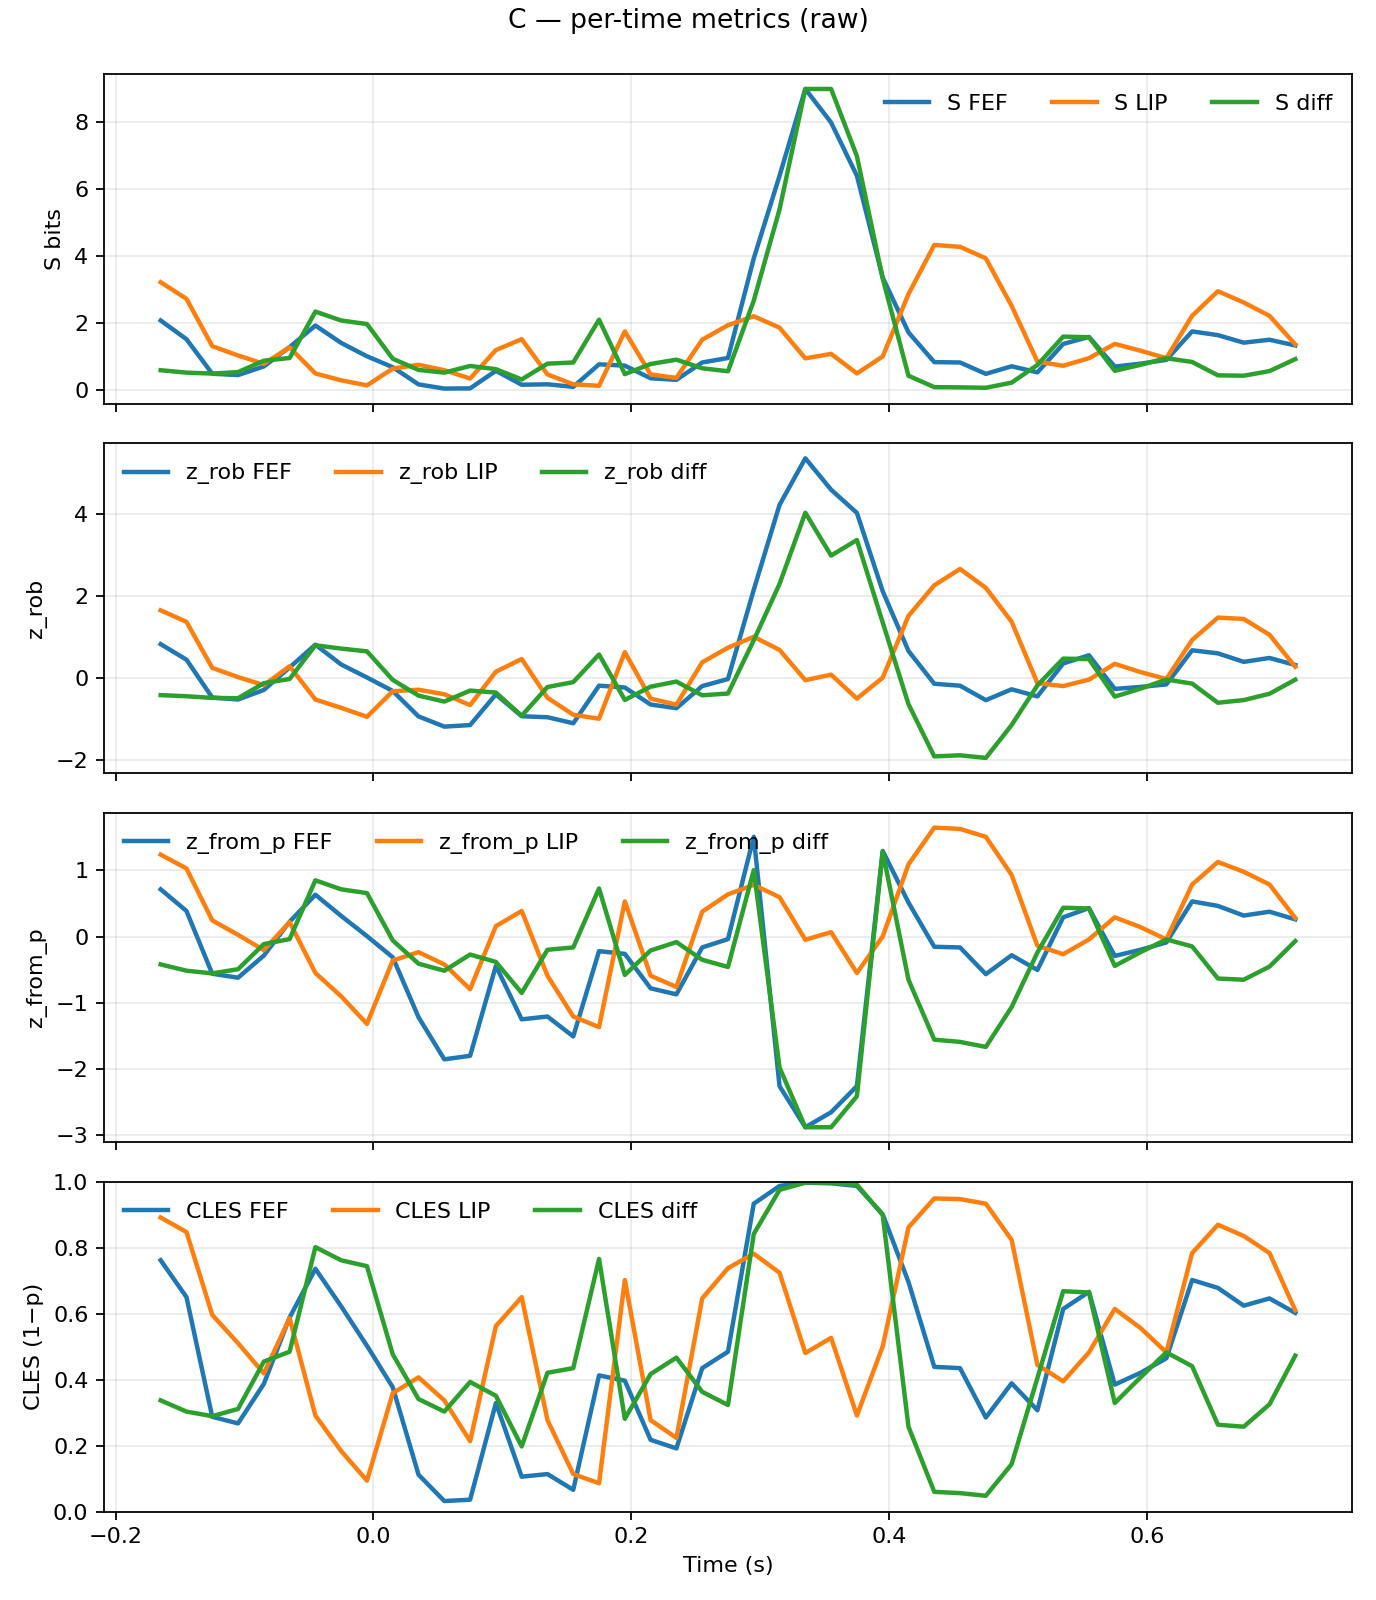 C — per-time metrics (raw)
S FEF S LIP S diff
S bits
8
6
4
2
0
z_rob FEF z_rob LIP z_rob diff
z_rob
4
2
0
−2
z_from_p FEF z_from_p LIP z_from_p diff
z_from_p
1
0
−1
−2
−3
CLES FEF CLES LIP CLES diff
CLES (1−p)
1.0
0.8
0.6
0.4
0.2
0.0
−0.2 0.0 0.2 0.4 0.6
Time (s)